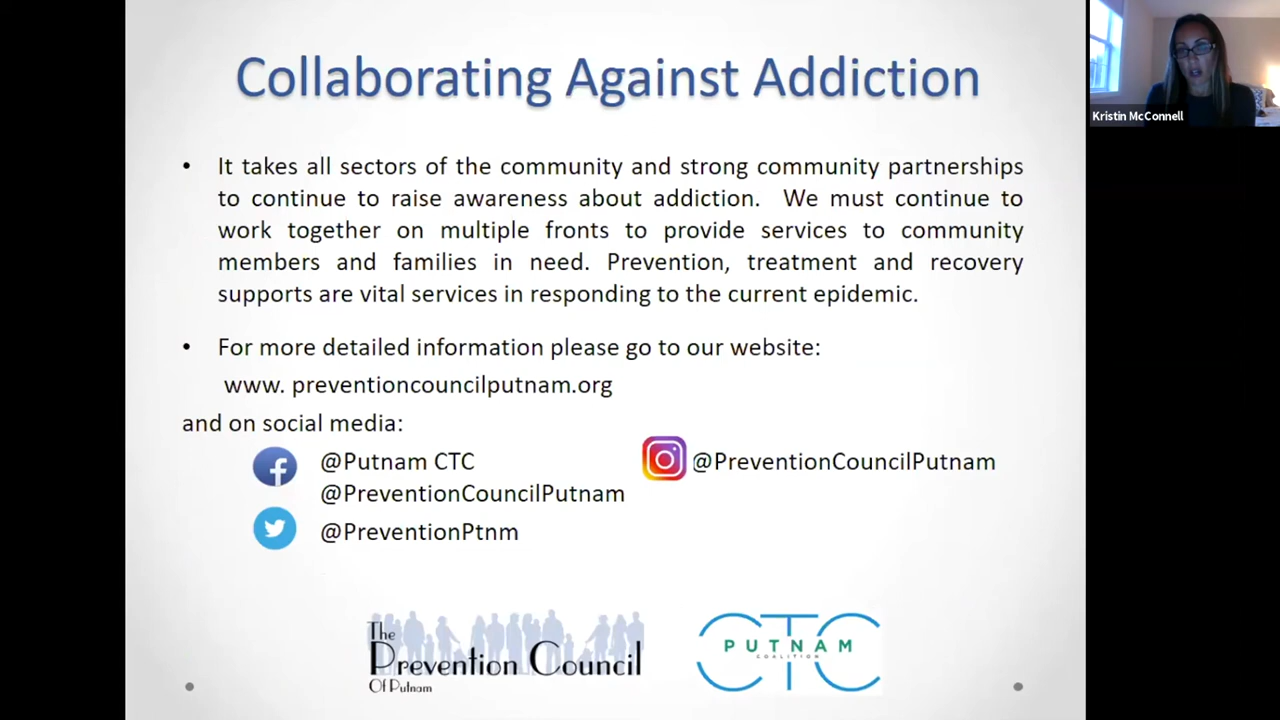 Collaborating Against Addiction
Kristin McConnell
• It takes all sectors of the community and strong community partnerships
to continue to raise awareness about addiction. We must continue to
work together on multiple fronts to provide services to community
members and families in need. Prevention, treatment and recovery
supports are vital services in responding to the current epidemic.
• For more detailed information please go to our website:
www. preventioncouncilputnam.org
and on social media:
@Putnam CTC
@PreventionCouncilPutnam
@PreventionCouncilPutnam
@PreventionPtnm
The
Prevention Council
Of Putnam
CTC
PUTNAM
COALITION